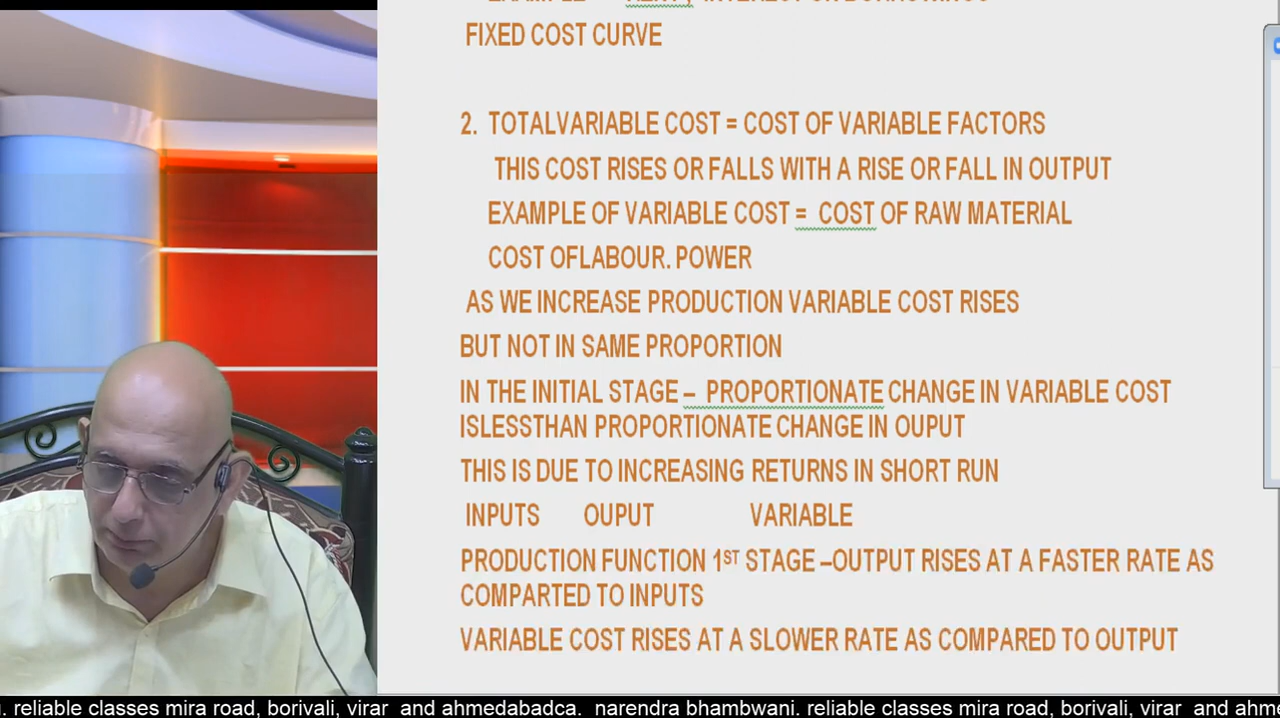 FIXED COST CURVE
2. TOTALVARIABLE COST = COST OF VARIABLE FACTORS
THIS COST RISES OR FALLS WITH A RISE OR FALL IN OUTPUT
EXAMPLE OF VARIABLE COST = COST OF RAW MATERIAL
COST OFLABOUR. POWER
AS WE INCREASE PRODUCTION VARIABLE COST RISES
BUT NOT IN SAME PROPORTION
IN THE INITIAL STAGE – PROPORTIONATE CHANGE IN VARIABLE COST
ISLESSTHAN PROPORTIONATE CHANGE IN OUPUT
THIS IS DUE TO INCREASING RETURNS IN SHORT RUN
INPUTS OUPUT VARIABLE
PRODUCTION FUNCTION 1ST STAGE –OUTPUT RISES AT A FASTER RATE AS
COMPARTED TO INPUTS
VARIABLE COST RISES AT A SLOWER RATE AS COMPARED TO OUTPUT
. reliable classes mira road, borivali, virar and ahmedabadca. narendra bhambwani. reliable classes mira road, borivali, virar and ahme